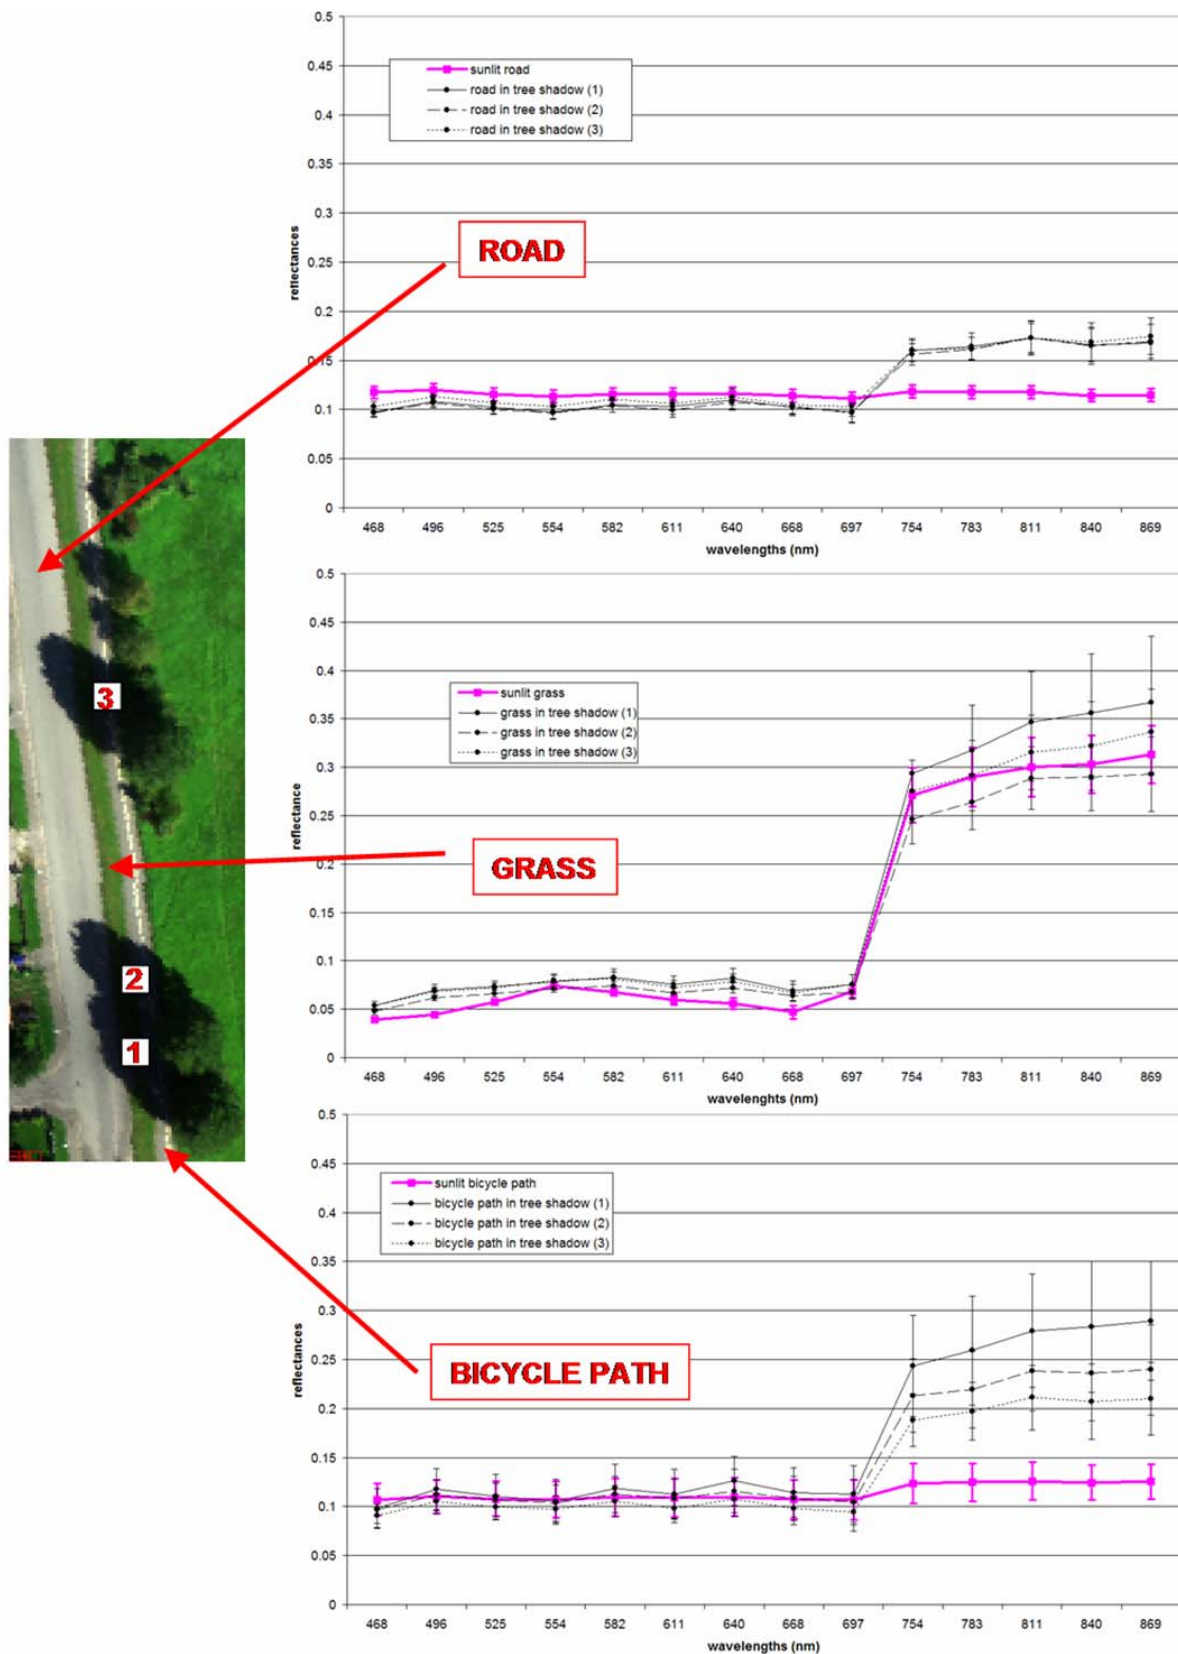 0.5
0.45
0.4
0.35
0.3
0.25
0.2
0.15
0.1
0.05
0
reflectances
sunlit road
road in tree shadow (1)
road in tree shadow (2)
road in tree shadow (3)
ROAD
468 496 525 554 582 611 640 668 697 754 783 811 840 869
wavelengths (nm)
3
2
1
0.5
0.45
0.4
0.35
0.3
0.25
0.2
0.15
0.1
0.05
0
reflectance
sunlit grass
grass in tree shadow (1)
grass in tree shadow (2)
grass in tree shadow (3)
GRASS
468 496 525 554 582 611 640 668 697 754 783 811 840 869
wavelenghts (nm)
0.5
0.45
0.4
0.35
0.3
0.25
0.2
0.15
0.1
0.05
0
reflectances
sunlit bicycle path
bicycle path in tree shadow (1)
bicycle path in tree shadow (2)
bicycle path in tree shadow (3)
BICYCLE PATH
468 496 525 554 582 611 640 668 697 754 783 811 840 869
wavelengths (nm)